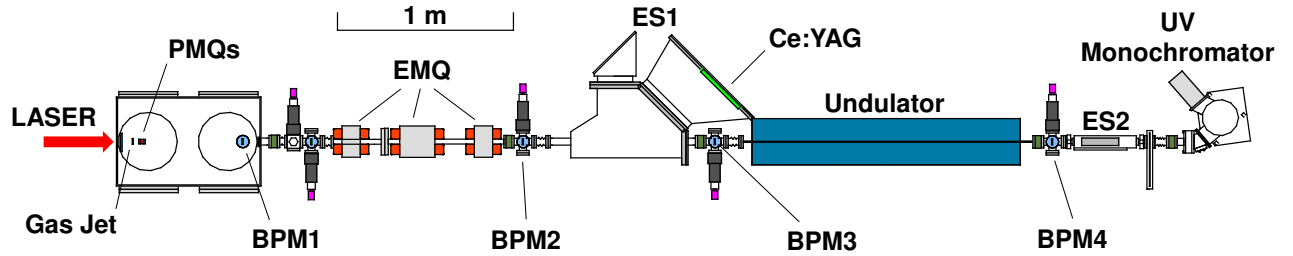 1 m
ES1
UV
Monochromator
PMQs
Ce:YAG
EMQ
LASER
Undulator
ES2
Gas Jet
BPM1
BPM2
BPM3
BPM4